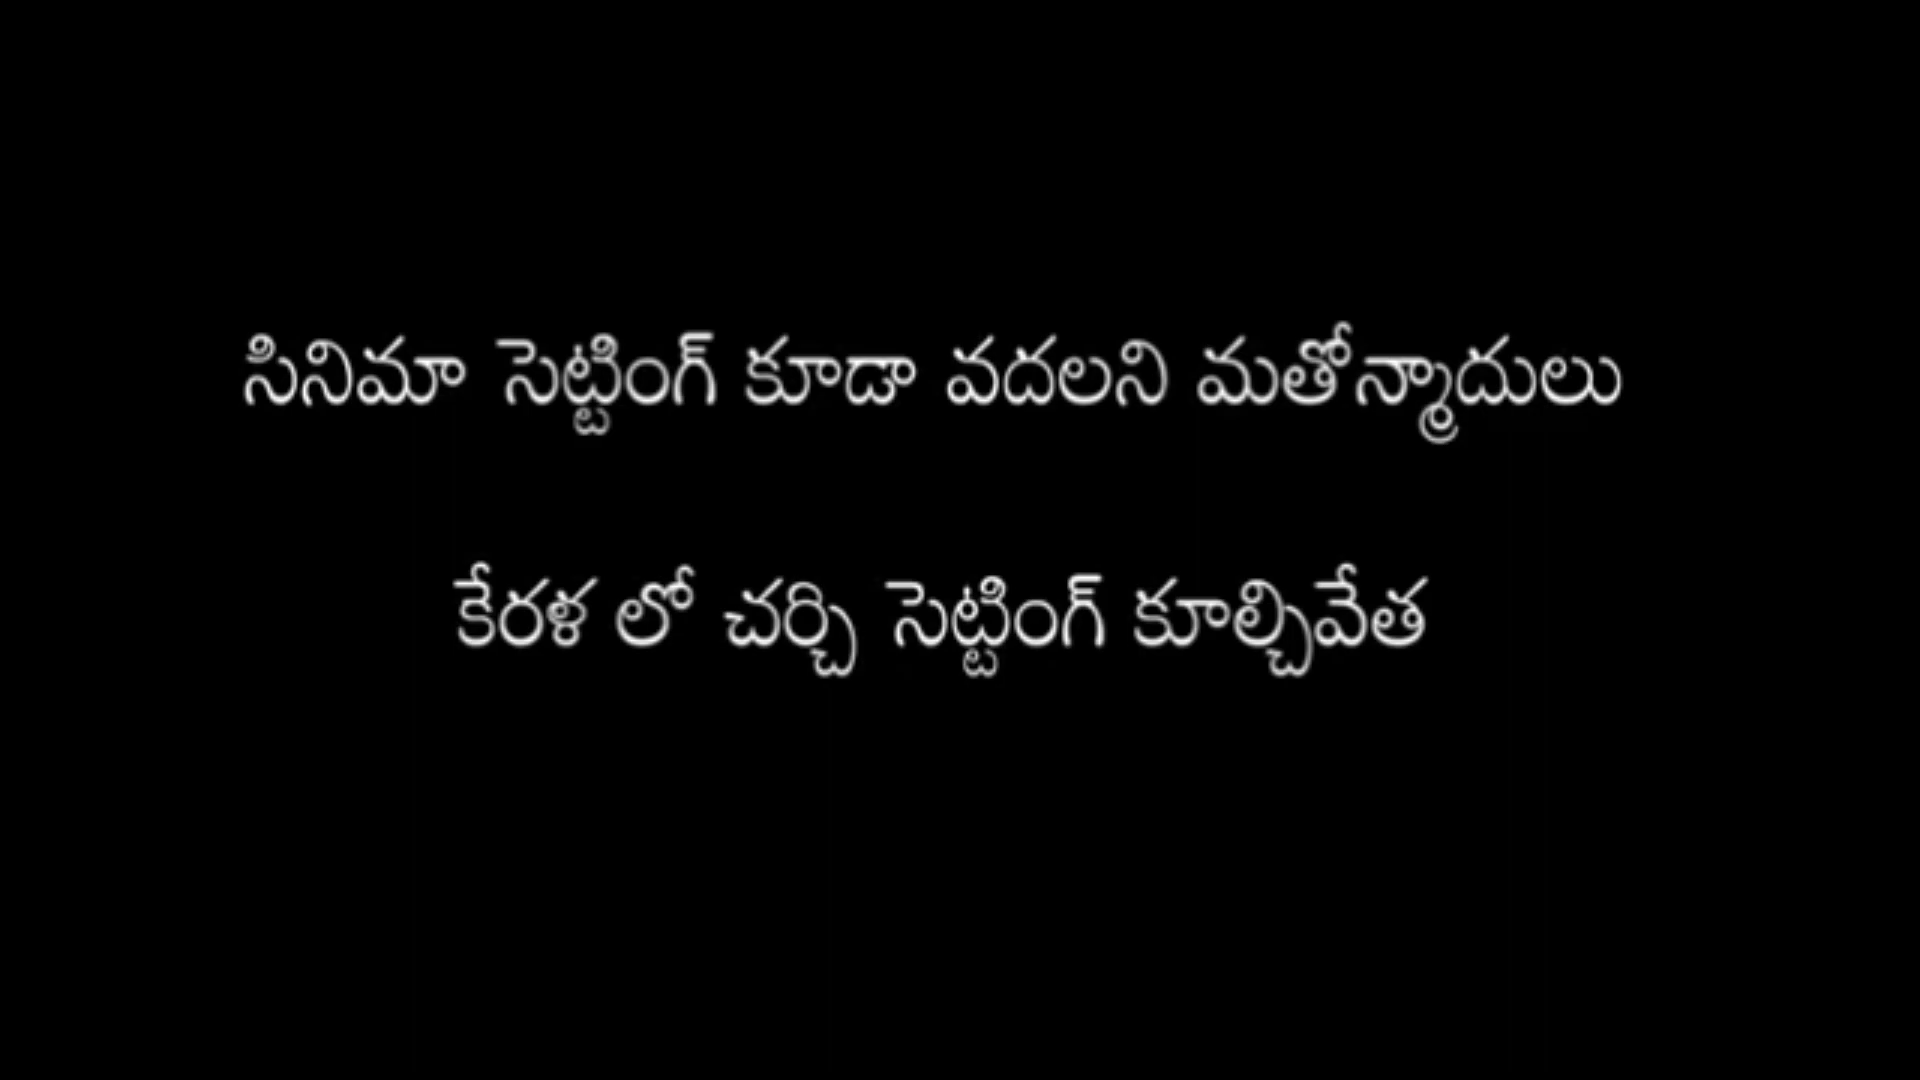 సినిమా సెట్టింగ్ కూడా వదలని మతోన్మాదులు
కేరళ లో చర్చి సెట్టింగ్ కూల్చివేత